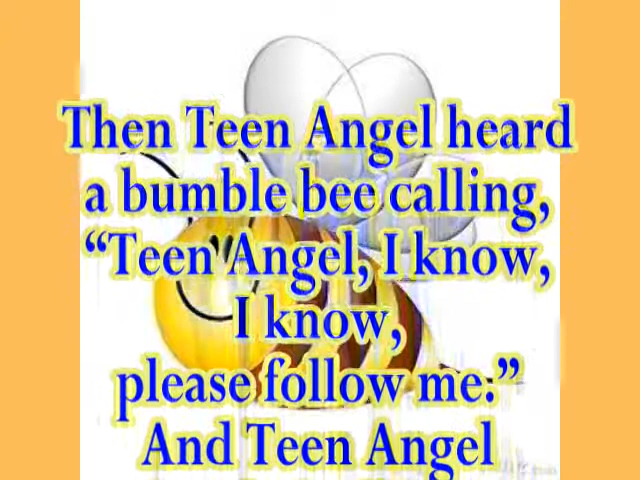 Then Teen Angel heard
a bumble bee calling,
“Teen Angel, I know,
I know,
please follow me.”
And Teen Angel